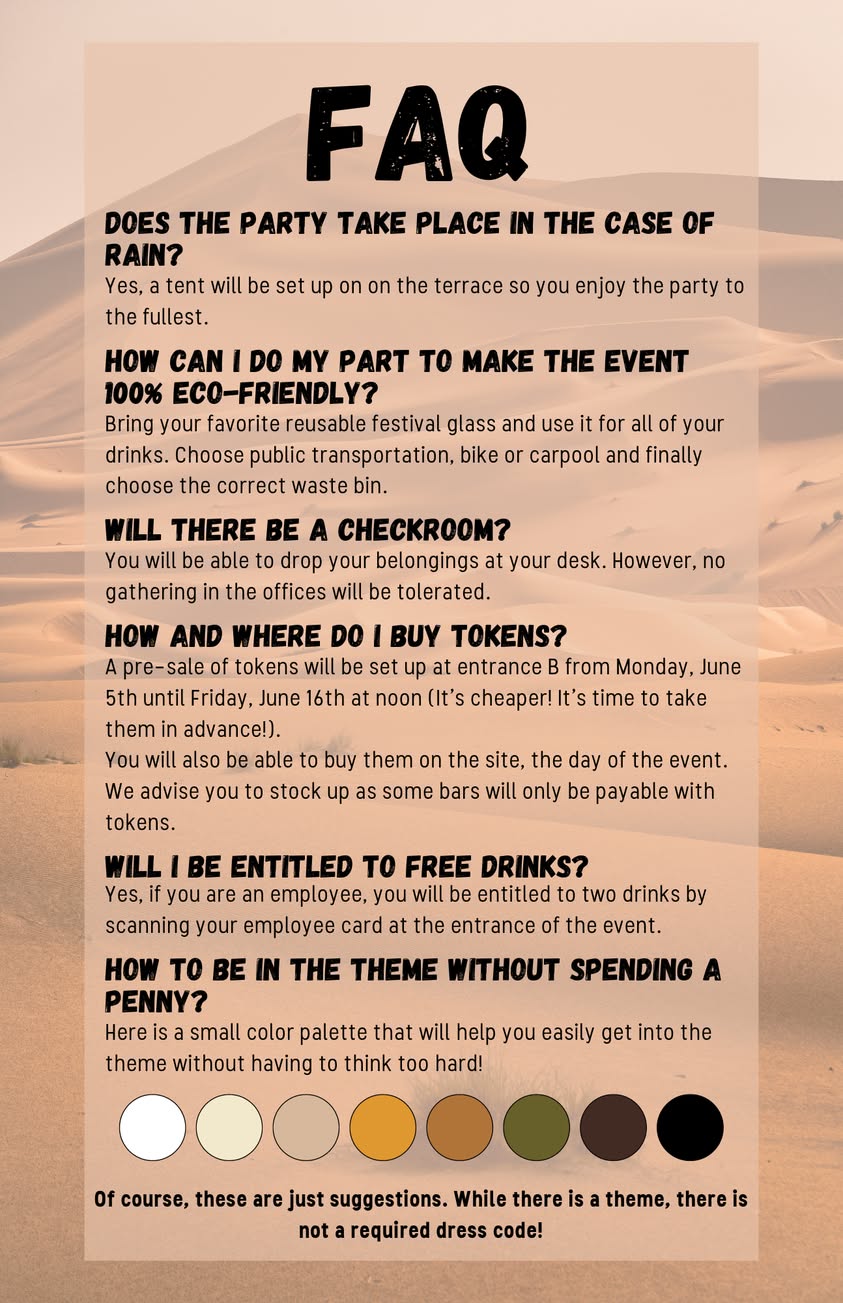 FAQ
DOES THE PARTY TAKE PLACE IN THE CASE OF
RAIN?
Yes, a tent will be set up on on the terrace so you enjoy the party to
the fullest.
HOW CAN I DO MY PART TO MAKE THE EVENT
100% ECO-FRIENDLY?
Bring your favorite reusable festival glass and use it for all of your
drinks. Choose public transportation, bike or carpool and finally
choose the correct waste bin.
WILL THERE BE A CHECKROOM?
You will be able to drop your belongings at your desk. However, no
gathering in the offices will be tolerated.
HOW AND WHERE DO I BUY TOKENS?
A pre-sale of tokens will be set up at entrance B from Monday, June
5th until Friday, June 16th at noon (It's cheaper! It's time to take
them in advance!).
You will also be able to buy them on the site, the day of the event.
We advise you to stock up as some bars will only be payable with
tokens.
WILL I BE ENTITLED TO FREE DRINKS?
Yes, if you are an employee, you will be entitled to two drinks by
scanning your employee card at the entrance of the event.
HOW TO BE IN THE THEME WITHOUT SPENDING A
PENNY?
Here is a small color palette that will help you easily get into the
theme without having to think too hard!
Of course, these are just suggestions. While there is a theme, there is
not a required dress code!